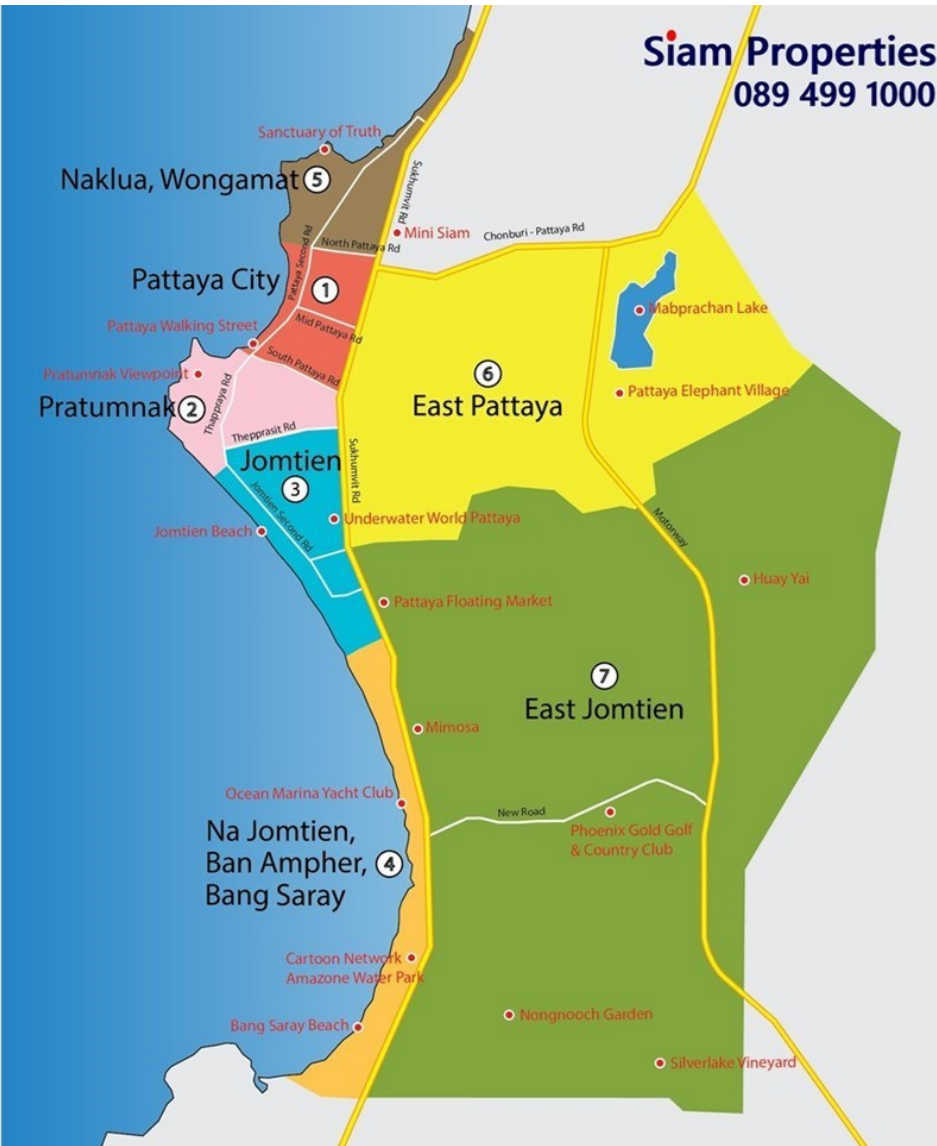 Siam Properties
089 499 1000
Sanctuary of Truth
Naklua, Wongamat 5
Sukhumvit Rd
Mini Siam
Chonburi - Pattaya Rd
North Pattaya Rd
Pattaya Second Rd
Pattaya City
1
Mabprachan Lake
Mid Pattaya Rd
Pattaya Walking Street
South Pattaya Rd
Pratumnak Viewpoint
6
East Pattaya
Pattaya Elephant Village
Pratumnak 2
Thappraya Rd
Thepprasit Rd
Jomtien
3
Sukhumvit Rd
Jomtien Second Rd
Underwater World Pattaya
Jomtien Beach
Motorway
Huay Yai
Pattaya Floating Market
7
East Jomtien
Mimosa
Ocean Marina Yacht Club
New Road
Phoenix Gold Golf
& Country Club
Na Jomtien,
Ban Ampher, 4
Bang Saray
Cartoon Network
Amazone Water Park
Nongnooch Garden
Bang Saray Beach
Silverlake Vineyard